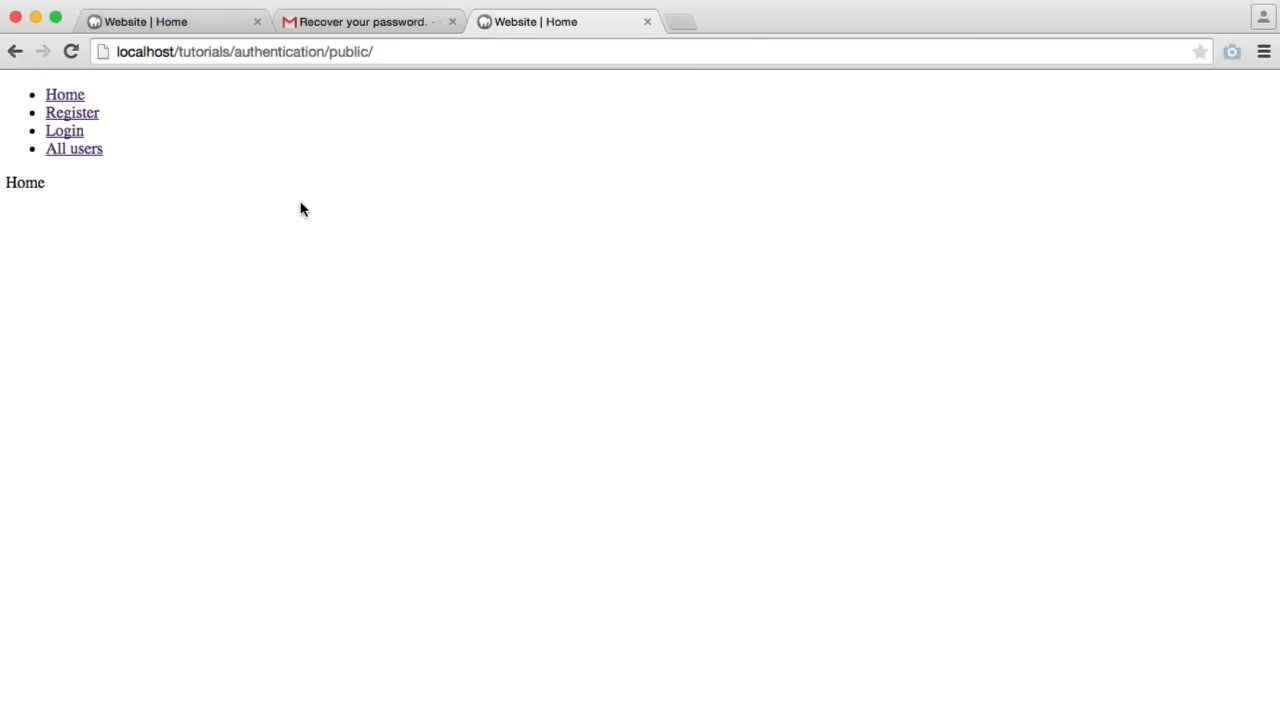 Website | Home
Recover your password. -
Website | Home
localhost/tutorials/authentication/public/
Home
Register
Login
All users
Home